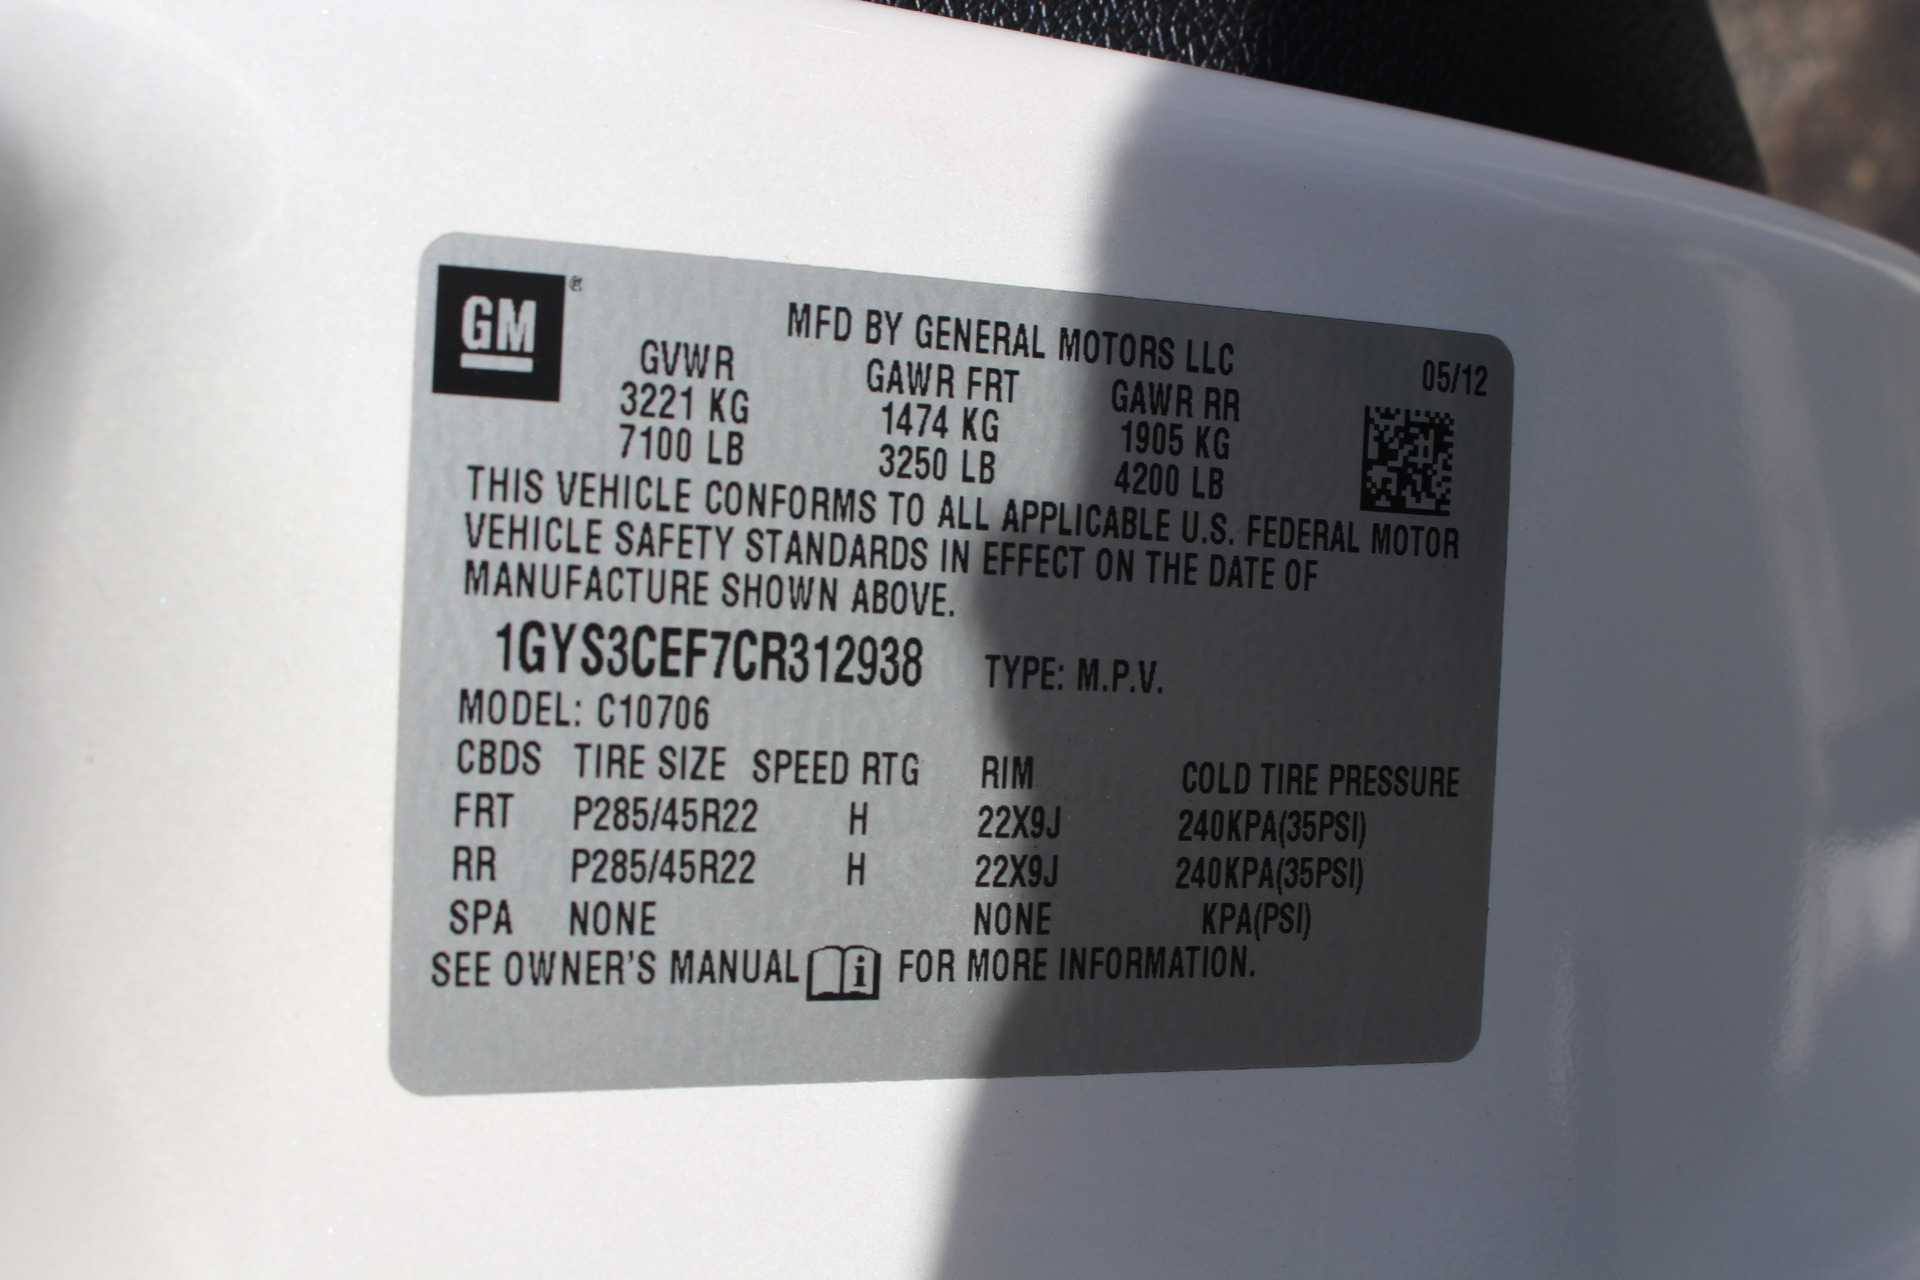 GM ®
MFD BY GENERAL MOTORS LLC
05/12
GVWR GAWR FRT GAWR RR
3221 KG 1474 KG 1905 KG
7100 LB 3250 LB 4200 LB
THIS VEHICLE CONFORMS TO ALL APPLICABLE U.S. FEDERAL MOTOR
VEHICLE SAFETY STANDARDS IN EFFECT ON THE DATE OF
MANUFACTURE SHOWN ABOVE.
1GYS3CEF7CR312938 TYPE: M.P.V.
MODEL: C10706
CBDS TIRE SIZE SPEED RTG RIM COLD TIRE PRESSURE
FRT P285/45R22 H 22X9J 240KPA(35PSI)
RR P285/45R22 H 22X9J 240KPA(35PSI)
SPA NONE NONE KPA(PSI)
SEE OWNER'S MANUAL i FOR MORE INFORMATION.